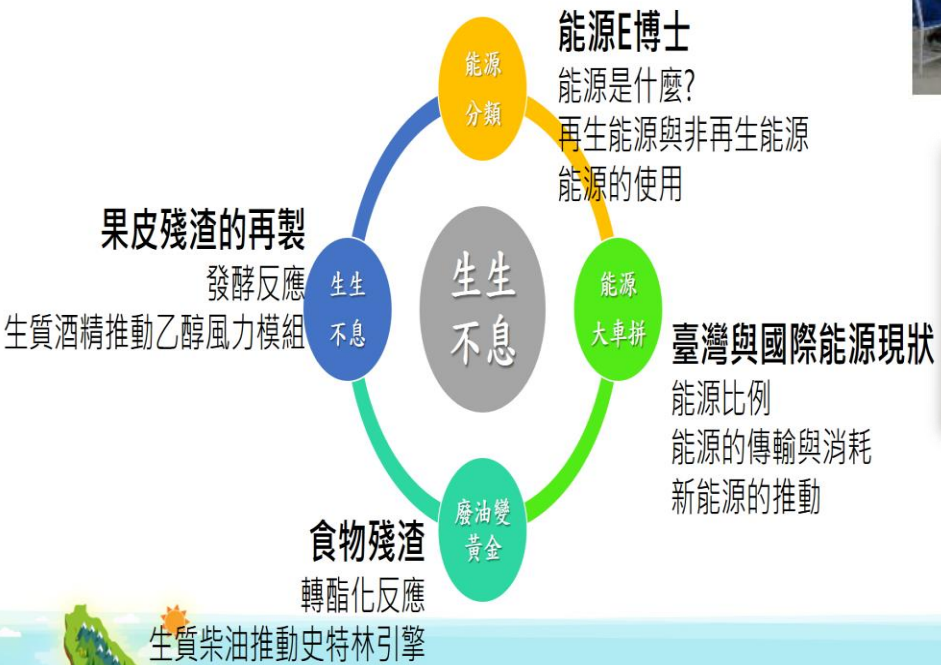 能源
分類
能源E博士
能源是什麼?
再生能源與非再生能源
能源的使用
能源
大車拼
臺灣與國際能源現狀
能源比例
能源的傳輸與消耗
新能源的推動
廢油變
黃金
食物殘渣
轉酯化反應
生質柴油推動史特林引擎
生生
不息
果皮殘渣的再製
發酵反應
生質酒精推動乙醇風力模組
生生
不息